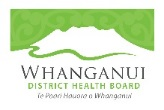 WHANGANUI
DISTRICT HEALTH BOARD
Te Poari Hauora o Whanganui